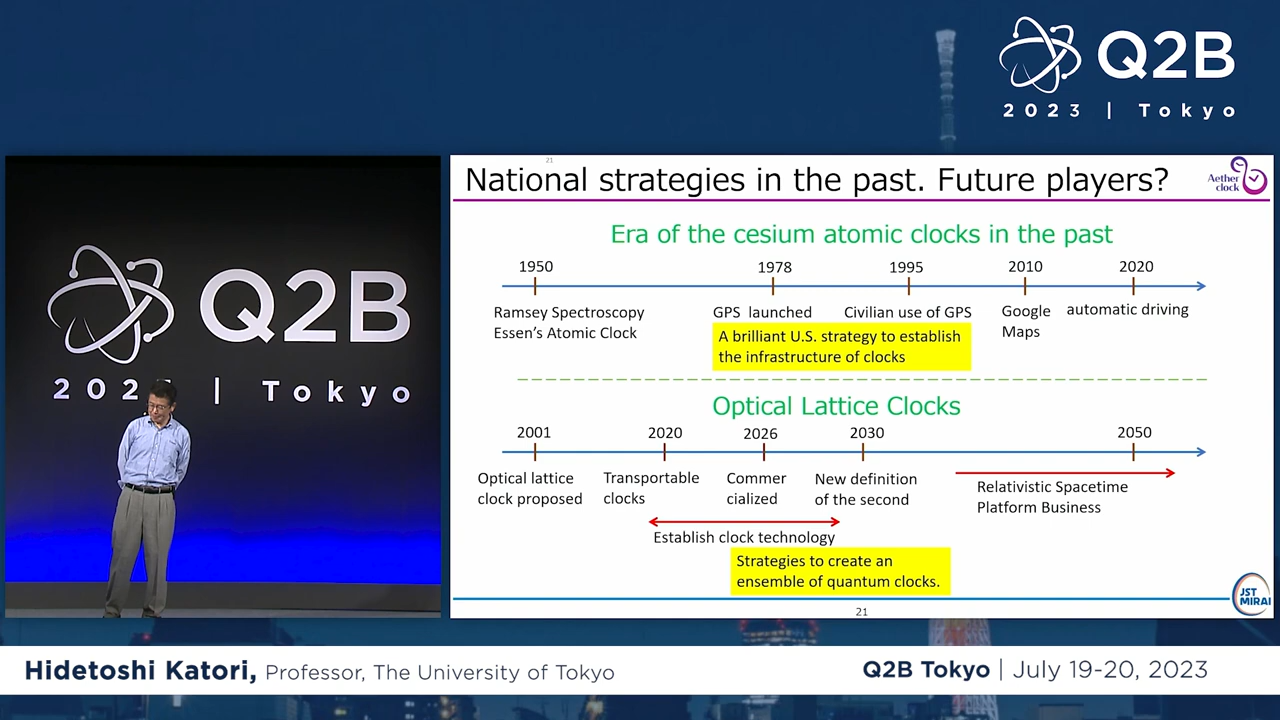 Q2B
2023 | Tokyo
Q2B
202 | Tokyo
21
National strategies in the past. Future players?
Aether
clock
Era of the cesium atomic clocks in the past
1950
1978
1995
2010
2020
Ramsey Spectroscopy
Essen's Atomic Clock
GPS launched
Civilian use of GPS
Google
Maps
automatic driving
A brilliant U.S. strategy to establish
the infrastructure of clocks
Optical Lattice Clocks
2001
2020
2026
2030
2050
Optical lattice
clock proposed
Transportable
clocks
Commer
cialized
New definition
of the second
Relativistic Spacetime
Platform Business
Establish clock technology
Strategies to create an
ensemble of quantum clocks.
JST
MIRAI
21
Hidetoshi Katori, Professor, The University of Tokyo
Q2B Tokyo | July 19-20, 2023